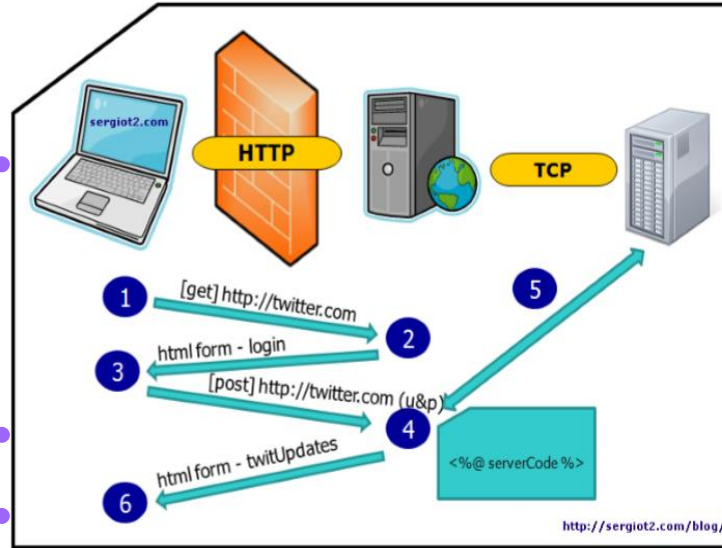 sergiot2.com
HTTP
TCP
1
[get] http://twitter.com
5
2
html form - login
3
[post] http://twitter.com (u&p)
4
<%@ serverCode %>
html form - twitUpdates
6
http://sergiot2.com/blog/